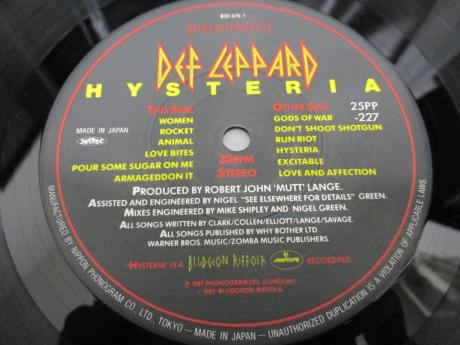 830 675-1
BLUDGEON RIFFOLA
DEF LEPPARD
HYSTERIA
THIS SIDE
WOMEN
ROCKET
ANIMAL
LOVE BITES
POUR SOME SUGAR ON ME
ARMAGEDDON IT
MADE IN JAPAN
33RPM
STEREO
OTHER SIDE
GODS OF WAR
DON'T SHOOT SHOTGUN
RUN RIOT
HYSTERIA
EXCITABLE
LOVE AND AFFECTION
25PP
-227
PRODUCED BY ROBERT JOHN 'MUTT' LANGE.
ASSISTED AND ENGINEERED BY NIGEL "SEE ELSEWHERE FOR DETAILS" GREEN.
MIXES ENGINEERED BY MIKE SHIPLEY AND NIGEL GREEN.
ALL SONGS WRITTEN BY CLARK/COLLEN/ELLIOTT/LANGE/SAVAGE.
ALL SONGS PUBLISHED BY WHY BOTHER LTD
WARNER BROS. MUSIC/ZOMBA MUSIC PUBLISHERS.
"HYSTERIA" IS A BLUDGEON RIFFOLA mercury RECORDING.
℗ 1987 PHONOGRAM LTD. (LONDON)
© 1987 BLUDGEON RIFFOLA.
MANUFACTURED BY NIPPON PHONOGRAM CO., LTD., TOKYO – MADE IN JAPAN – UNAUTHORIZED DUPLICATION IS A VIOLATION OF APPLICABLE LAWS.